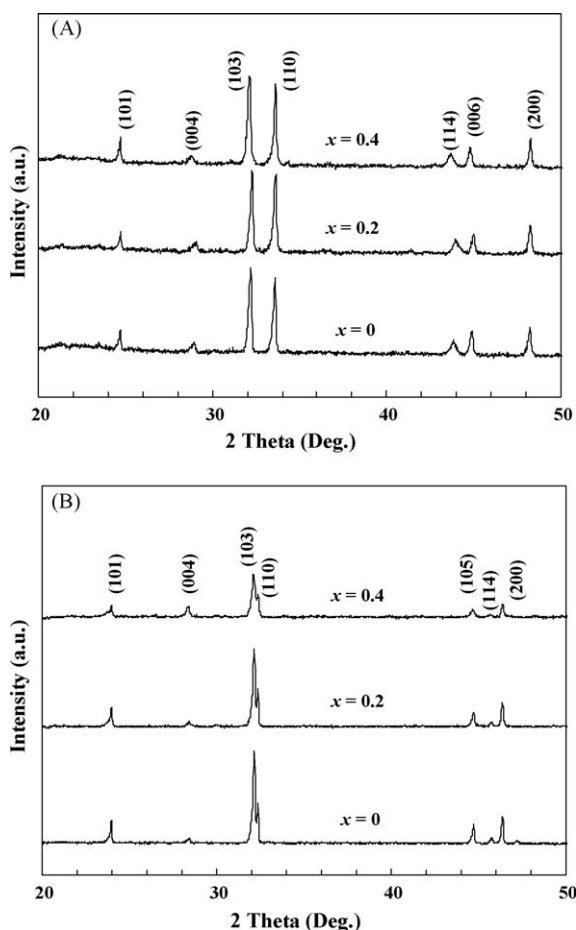 (A)
(101)
(004)
(103)
(110)
(114)
(006)
(200)
x = 0.4
x = 0.2
x = 0
Intensity (a.u.)
20 30 40 50
2 Theta (Deg.)
(B)
(101)
(004)
(103)
(110)
(105)
(114)
(200)
x = 0.4
x = 0.2
x = 0
Intensity (a.u.)
20 30 40 50
2 Theta (Deg.)